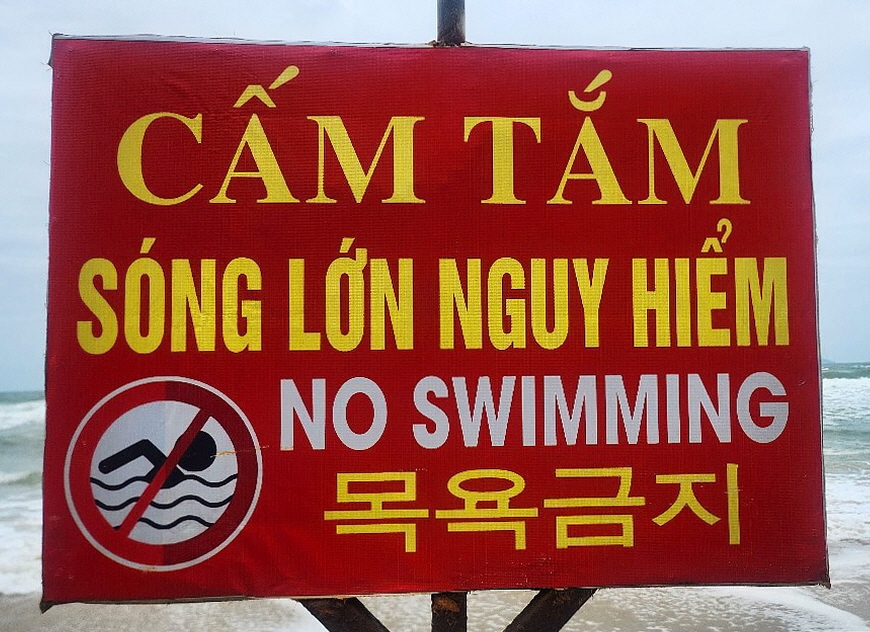 CẤM TẮM
SÓNG LỚN NGUY HIỂM
NO SWIMMING
목욕금지